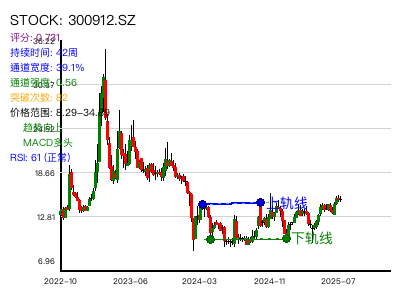 STOCK: 300912.SZ
评分: 0.731
持续时间: 42周
通道宽度: 39.1%
通道强度: 0.56
突破次数: 82
价格范围: 8.29-34.
趋势向上
MACD多头
RSI: 61 (正常)
18.66
12.81
6.96
上轨线
下轨线
2022-10
2023-06
2024-03
2024-11
2025-07